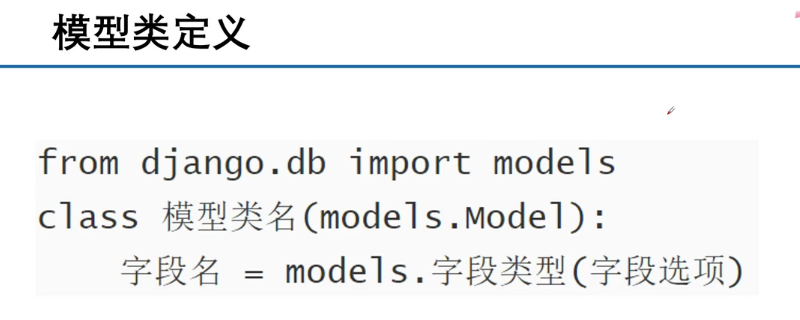 模型类定义
from django.db import models
class 模型类名(models.Model):
    字段名 = models.字段类型(字段选项)